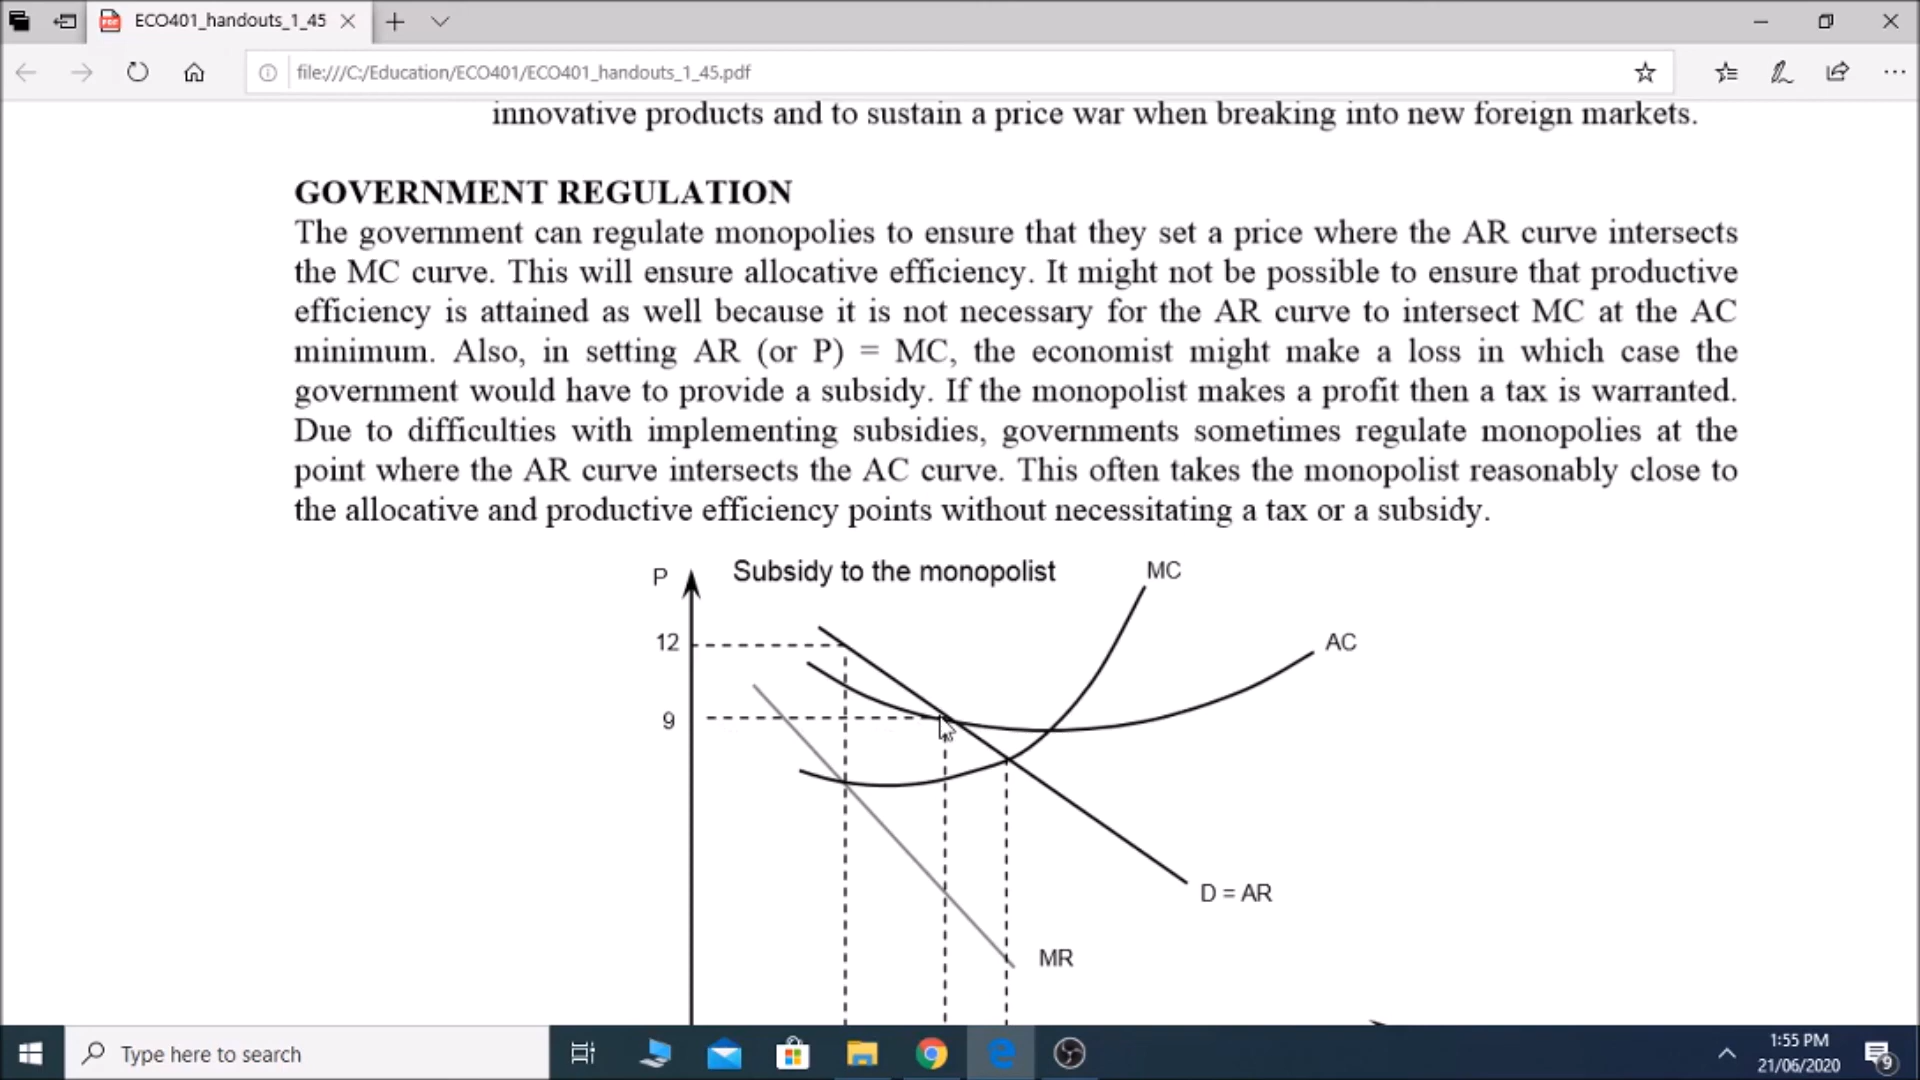 ECO401_handouts_1_45
file:///C:/Education/ECO401/ECO401_handouts_1_45.pdf
innovative products and to sustain a price war when breaking into new foreign markets.
GOVERNMENT REGULATION
The government can regulate monopolies to ensure that they set a price where the AR curve intersects
the MC curve. This will ensure allocative efficiency. It might not be possible to ensure that productive
efficiency is attained as well because it is not necessary for the AR curve to intersect MC at the AC
minimum. Also, in setting AR (or P) = MC, the economist might make a loss in which case the
government would have to provide a subsidy. If the monopolist makes a profit then a tax is warranted.
Due to difficulties with implementing subsidies, governments sometimes regulate monopolies at the
point where the AR curve intersects the AC curve. This often takes the monopolist reasonably close to
the allocative and productive efficiency points without necessitating a tax or a subsidy.
P Subsidy to the monopolist MC
12 AC
9
D = AR
MR
Type here to search
1:55 PM
21/06/2020
9